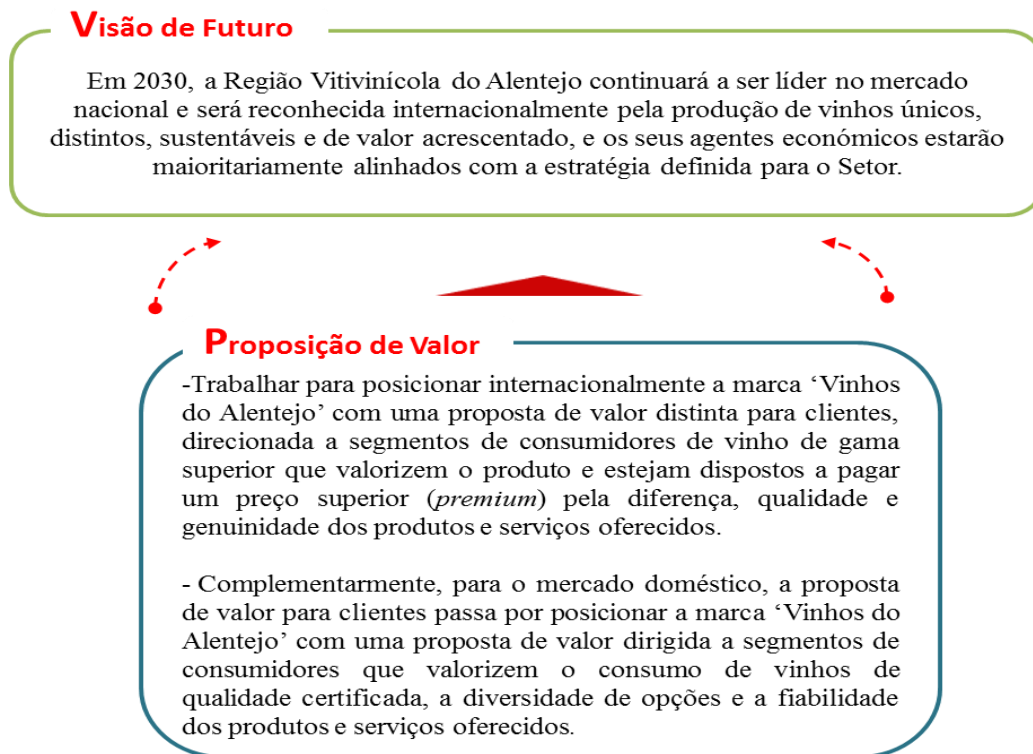 Visão de Futuro
Em 2030, a Região Vitivinícola do Alentejo continuará a ser líder no mercado
nacional e será reconhecida internacionalmente pela produção de vinhos únicos,
distintos, sustentáveis e de valor acrescentado, e os seus agentes económicos estarão
maioritariamente alinhados com a estratégia definida para o Setor.
Proposição de Valor
-Trabalhar para posicionar internacionalmente a marca ‘Vinhos
do Alentejo’ com uma proposta de valor distinta para clientes,
direcionada a segmentos de consumidores de vinho de gama
superior que valorizem o produto e estejam dispostos a pagar
um preço superior (premium) pela diferença, qualidade e
genuinidade dos produtos e serviços oferecidos.
- Complementarmente, para o mercado doméstico, a proposta
de valor para clientes passa por posicionar a marca ‘Vinhos do
Alentejo’ com uma proposta de valor dirigida a segmentos de
consumidores que valorizem o consumo de vinhos de
qualidade certificada, a diversidade de opções e a fiabilidade
dos produtos e serviços oferecidos.